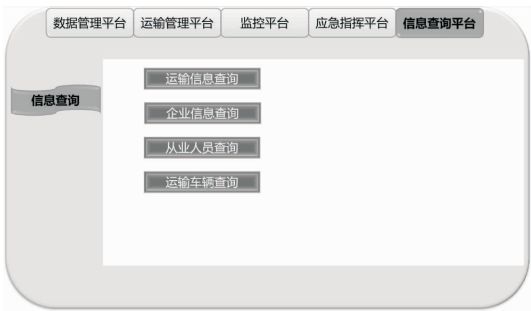 数据管理平台 运输管理平台 监控平台 应急指挥平台 信息查询平台
运输信息查询
信息查询
企业信息查询
从业人员查询
运输车辆查询